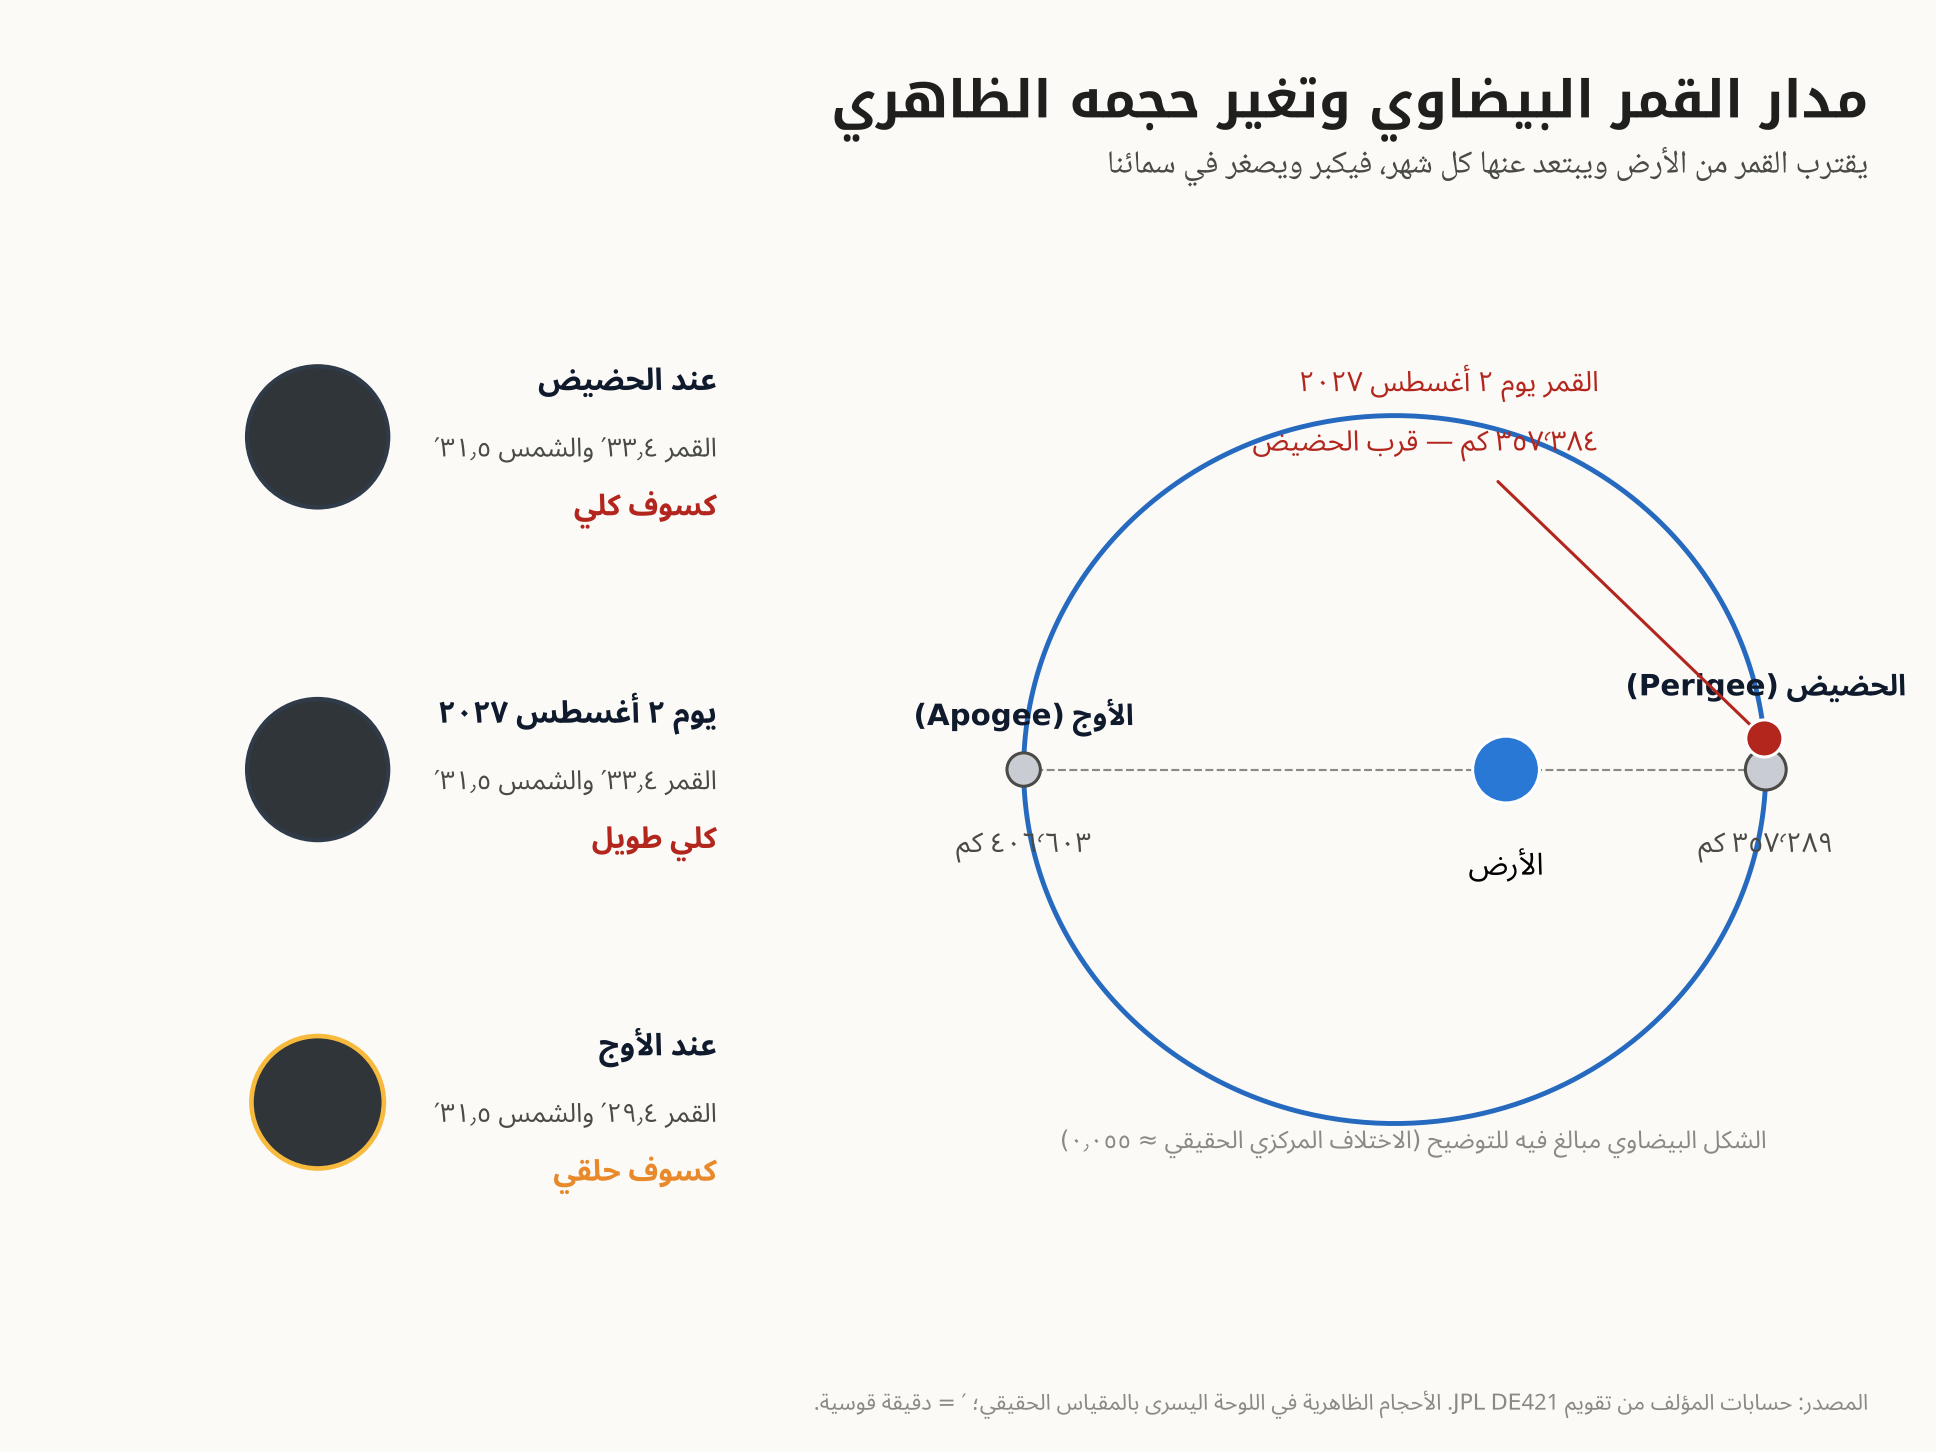 مدار القمر البيضاوي وتغير حجمه الظاهري
يقترب القمر من الأرض ويبتعد عنها كل شهر، فيكبر ويصغر في سمائنا
القمر يوم ٢ أغسطس ٢٠٢٧
٣٥٧٬٣٨٤ كم — قرب الحضيض
الحضيض (Perigee)
الأوج (Apogee)
٣٥٧٬٢٨٩ كم
الأرض
٤٠٦٬٦٠٣ كم
الشكل البيضاوي مبالغ فيه للتوضيح (الاختلاف المركزي الحقيقي ≈ ٠٫٠٥٥)
عند الحضيض
القمر ٣٣٫٤′ والشمس ٣١٫٥′
كسوف كلي
يوم ٢ أغسطس ٢٠٢٧
القمر ٣٣٫٤′ والشمس ٣١٫٥′
كلي طويل
عند الأوج
القمر ٢٩٫٤′ والشمس ٣١٫٥′
كسوف حلقي
المصدر: حسابات المؤلف من تقويم JPL DE421. الأحجام الظاهرية في اللوحة اليسرى بالمقياس الحقيقي؛ ′ = دقيقة قوسية.